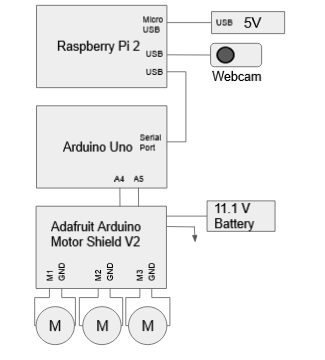 Micro
USB
USB 5V
Raspberry Pi 2
USB
USB
Webcam
Arduino Uno
Serial
Port
A4 A5
Adafruit Arduino
Motor Shield V2
11.1 V
Battery
M1 GND M2 GND M3 GND
M M M